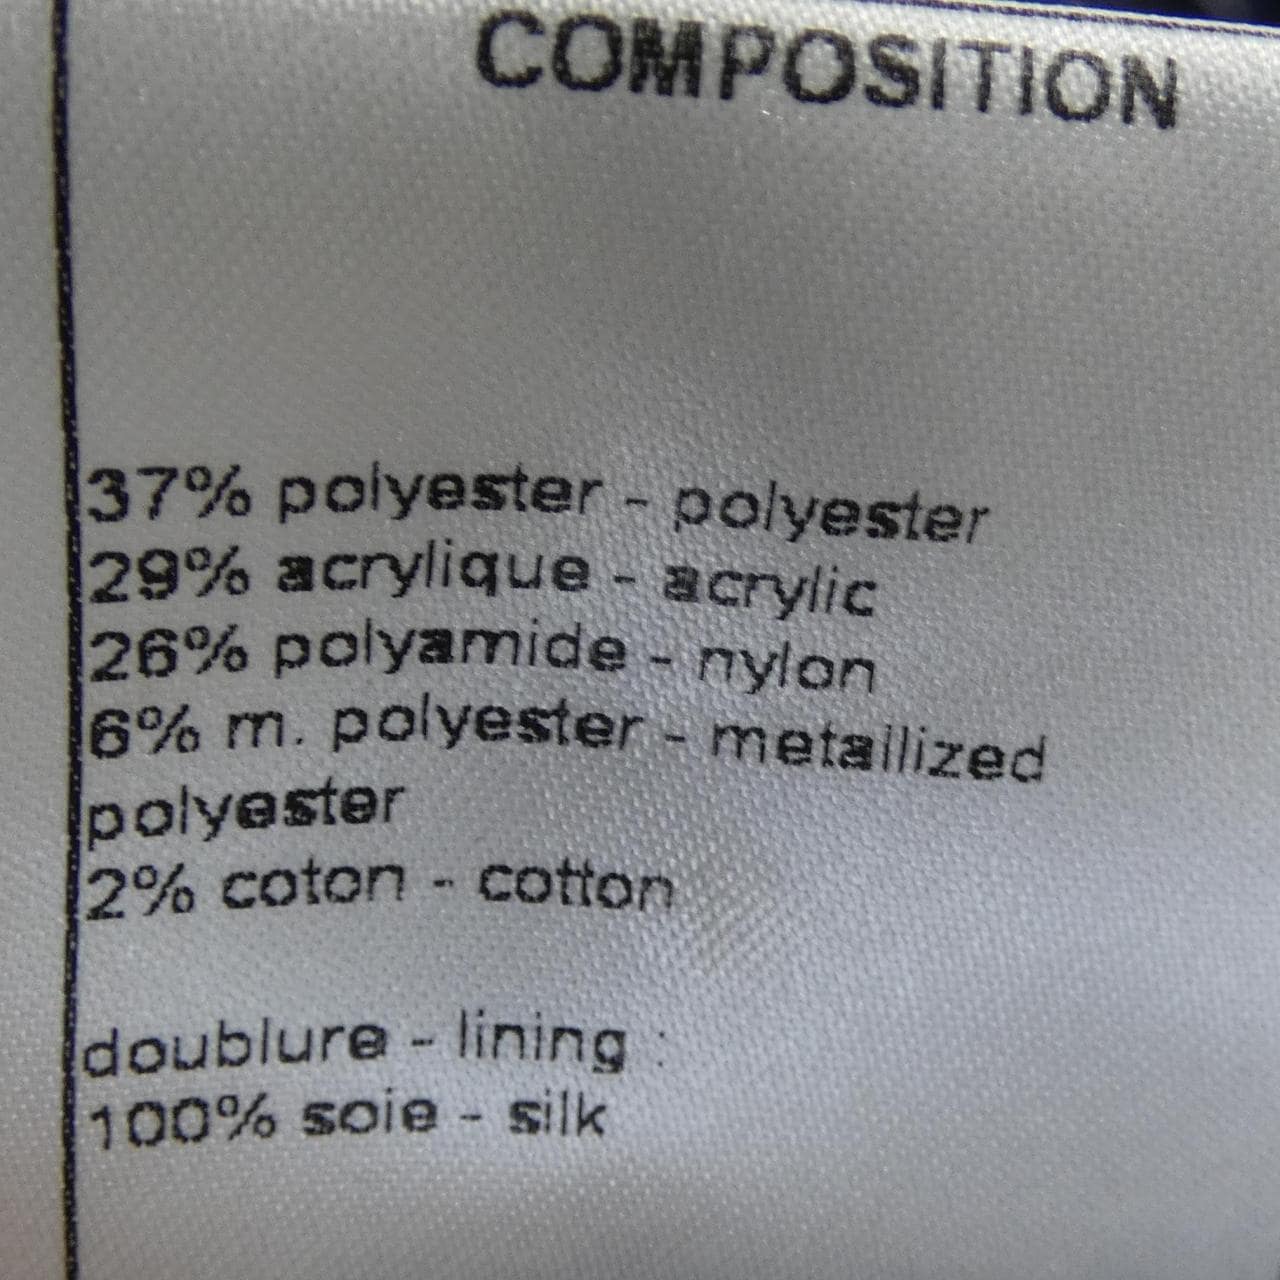 COMPOSITION
37% polyester - polyester
29% acrylique - acrylic
26% polyamide - nylon
6% m. polyester - metallized
polyester
2% coton - cotton
doublure - lining :
100% soie - silk